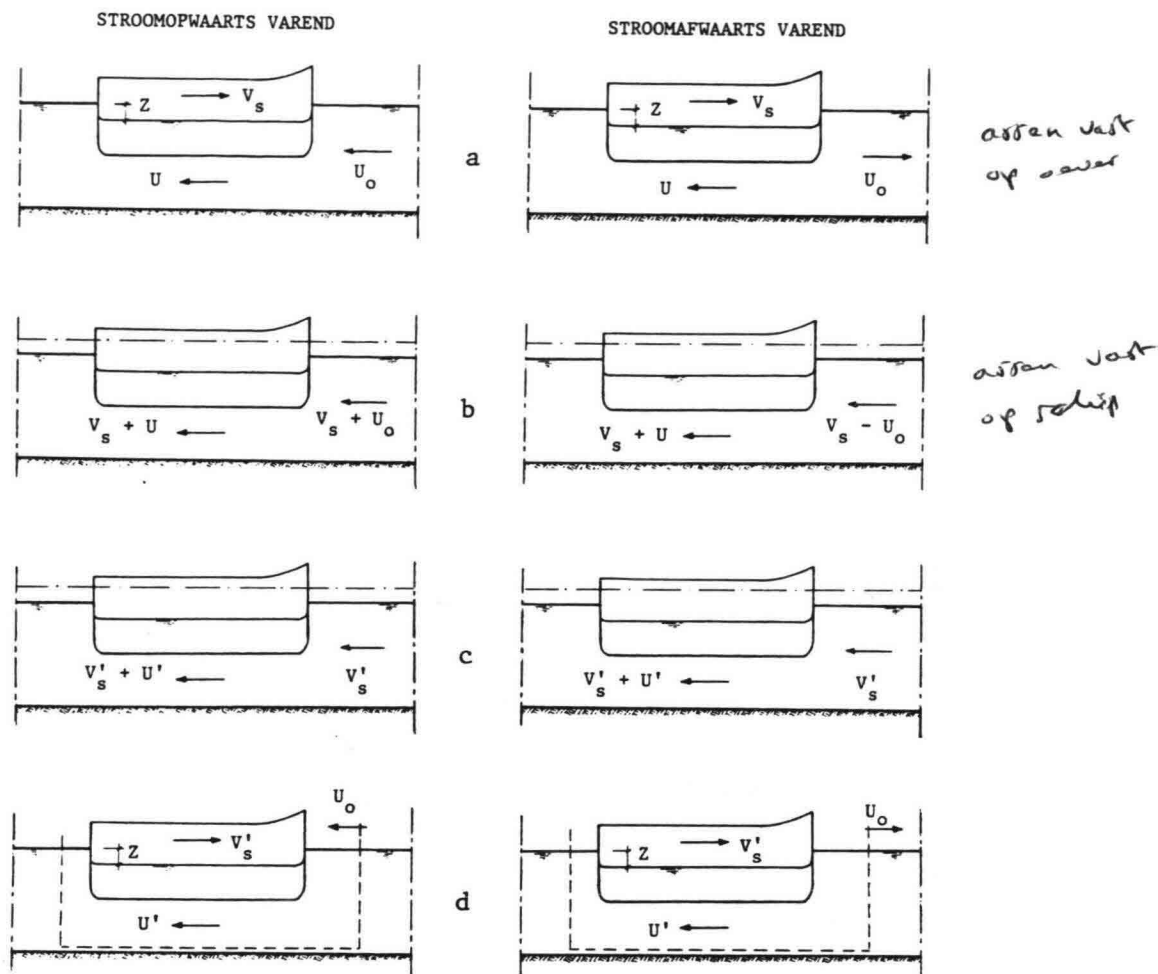 STROOMOPWAARTS VAREND
STROOMAFWAARTS VAREND
Z
V_s
U_o
U
a
Z
V_s
U_o
U
assen vast
op oever
V_s + U
V_s + U_o
b
V_s + U
V_s - U_o
assen vast
op schip
V'_s + U'
V'_s
c
V'_s + U'
V'_s
U_o
Z
V'_s
U'
d
U_o
Z
V'_s
U'